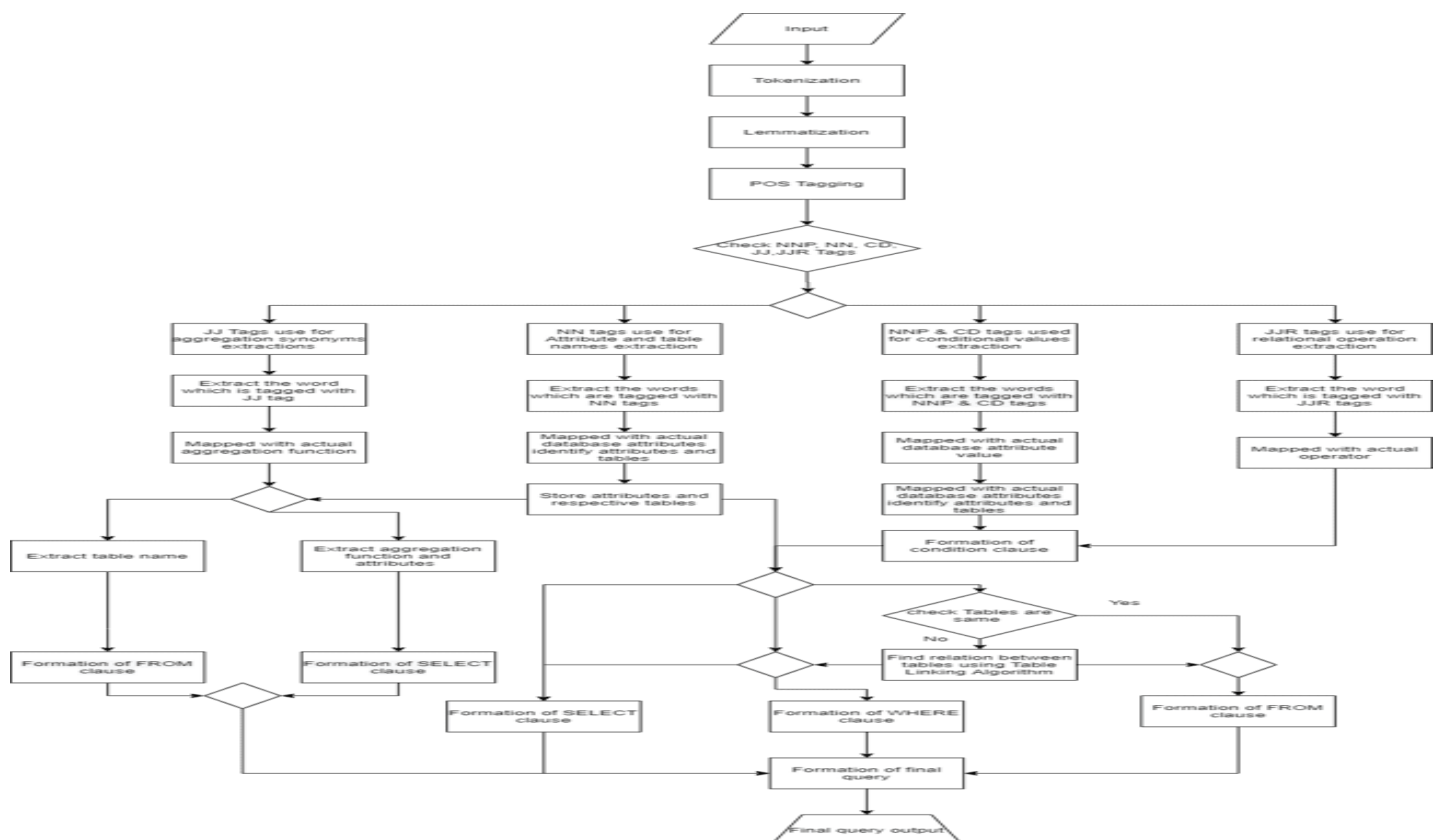 Input
Tokenization
Lemmatization
POS Tagging
Check NNP, NN, CD,
JJ,JJR Tags
JJ Tags use for
aggregation synonyms
extractions
NN tags use for
Attribute and table
names extraction
NNP & CD tags used
for conditional values
extraction
JJR tags use for
relational operation
extraction
Extract the word
which is tagged with
JJ tag
Extract the words
which are tagged with
NN tags
Extract the words
which are tagged with
NNP & CD tags
Extract the word
which is tagged with
JJR tags
Mapped with actual
aggregation function
Mapped with actual
database attributes
identify attributes and
tables
Mapped with actual
database attribute
value
Mapped with actual
operator
Store attributes and
respective tables
Mapped with actual
database attributes
identify attributes and
tables
Extract table name
Extract aggregation
function and
attributes
Formation of
condition clause
check Tables are
same
Yes
No
Formation of FROM
clause
Formation of SELECT
clause
Find relation between
tables using Table
Linking Algorithm
Formation of SELECT
clause
Formation of WHERE
clause
Formation of FROM
clause
Formation of final
query
Final query output